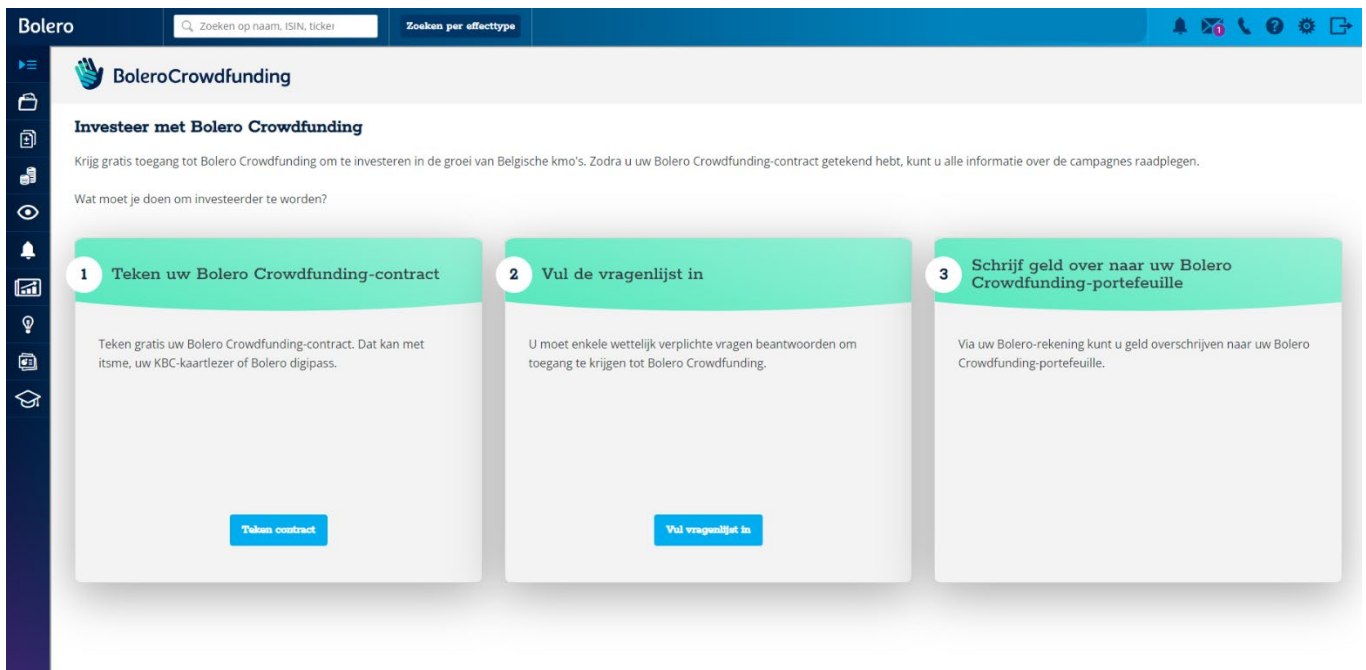 Bolero
Zoeken op naam, ISIN, ticker
Zoeken per effecttype
1
BoleroCrowdfunding
Investeer met Bolero Crowdfunding
Krijg gratis toegang tot Bolero Crowdfunding om te investeren in de groei van Belgische kmo's. Zodra u uw Bolero Crowdfunding-contract getekend hebt, kunt u alle informatie over de campagnes raadplegen.
Wat moet je doen om investeerder te worden?
1 Teken uw Bolero Crowdfunding-contract
Teken gratis uw Bolero Crowdfunding-contract. Dat kan met
itsme, uw KBC-kaartlezer of Bolero digipass.
Teken contract
2 Vul de vragenlijst in
U moet enkele wettelijk verplichte vragen beantwoorden om
toegang te krijgen tot Bolero Crowdfunding.
Vul vragenlijst in
3 Schrijf geld over naar uw Bolero
Crowdfunding-portefeuille
Via uw Bolero-rekening kunt u geld overschrijven naar uw Bolero
Crowdfunding-portefeuille.